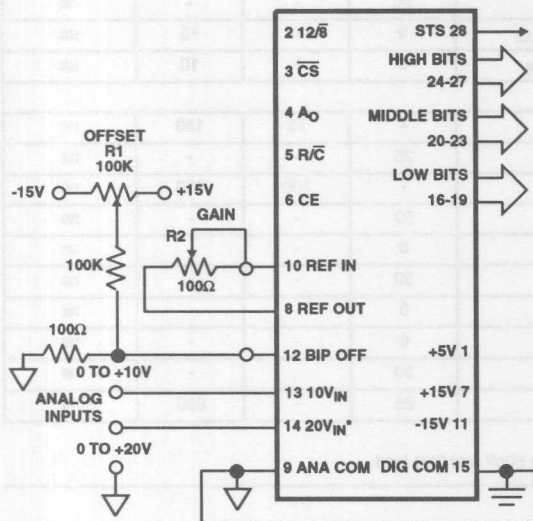 2 12/8̅ STS 28
HIGH BITS
3 C̅S̅ 24-27
4 AO MIDDLE BITS
20-23
OFFSET
R1
100K
5 R/C̅
LOW BITS
-15V +15V
6 CE 16-19
GAIN
R2
100K
10 REF IN
100Ω
8 REF OUT
100Ω
12 BIP OFF +5V 1
0 TO +10V
13 10VIN +15V 7
ANALOG
INPUTS
14 20VIN* -15V 11
0 TO +20V
9 ANA COM DIG COM 15